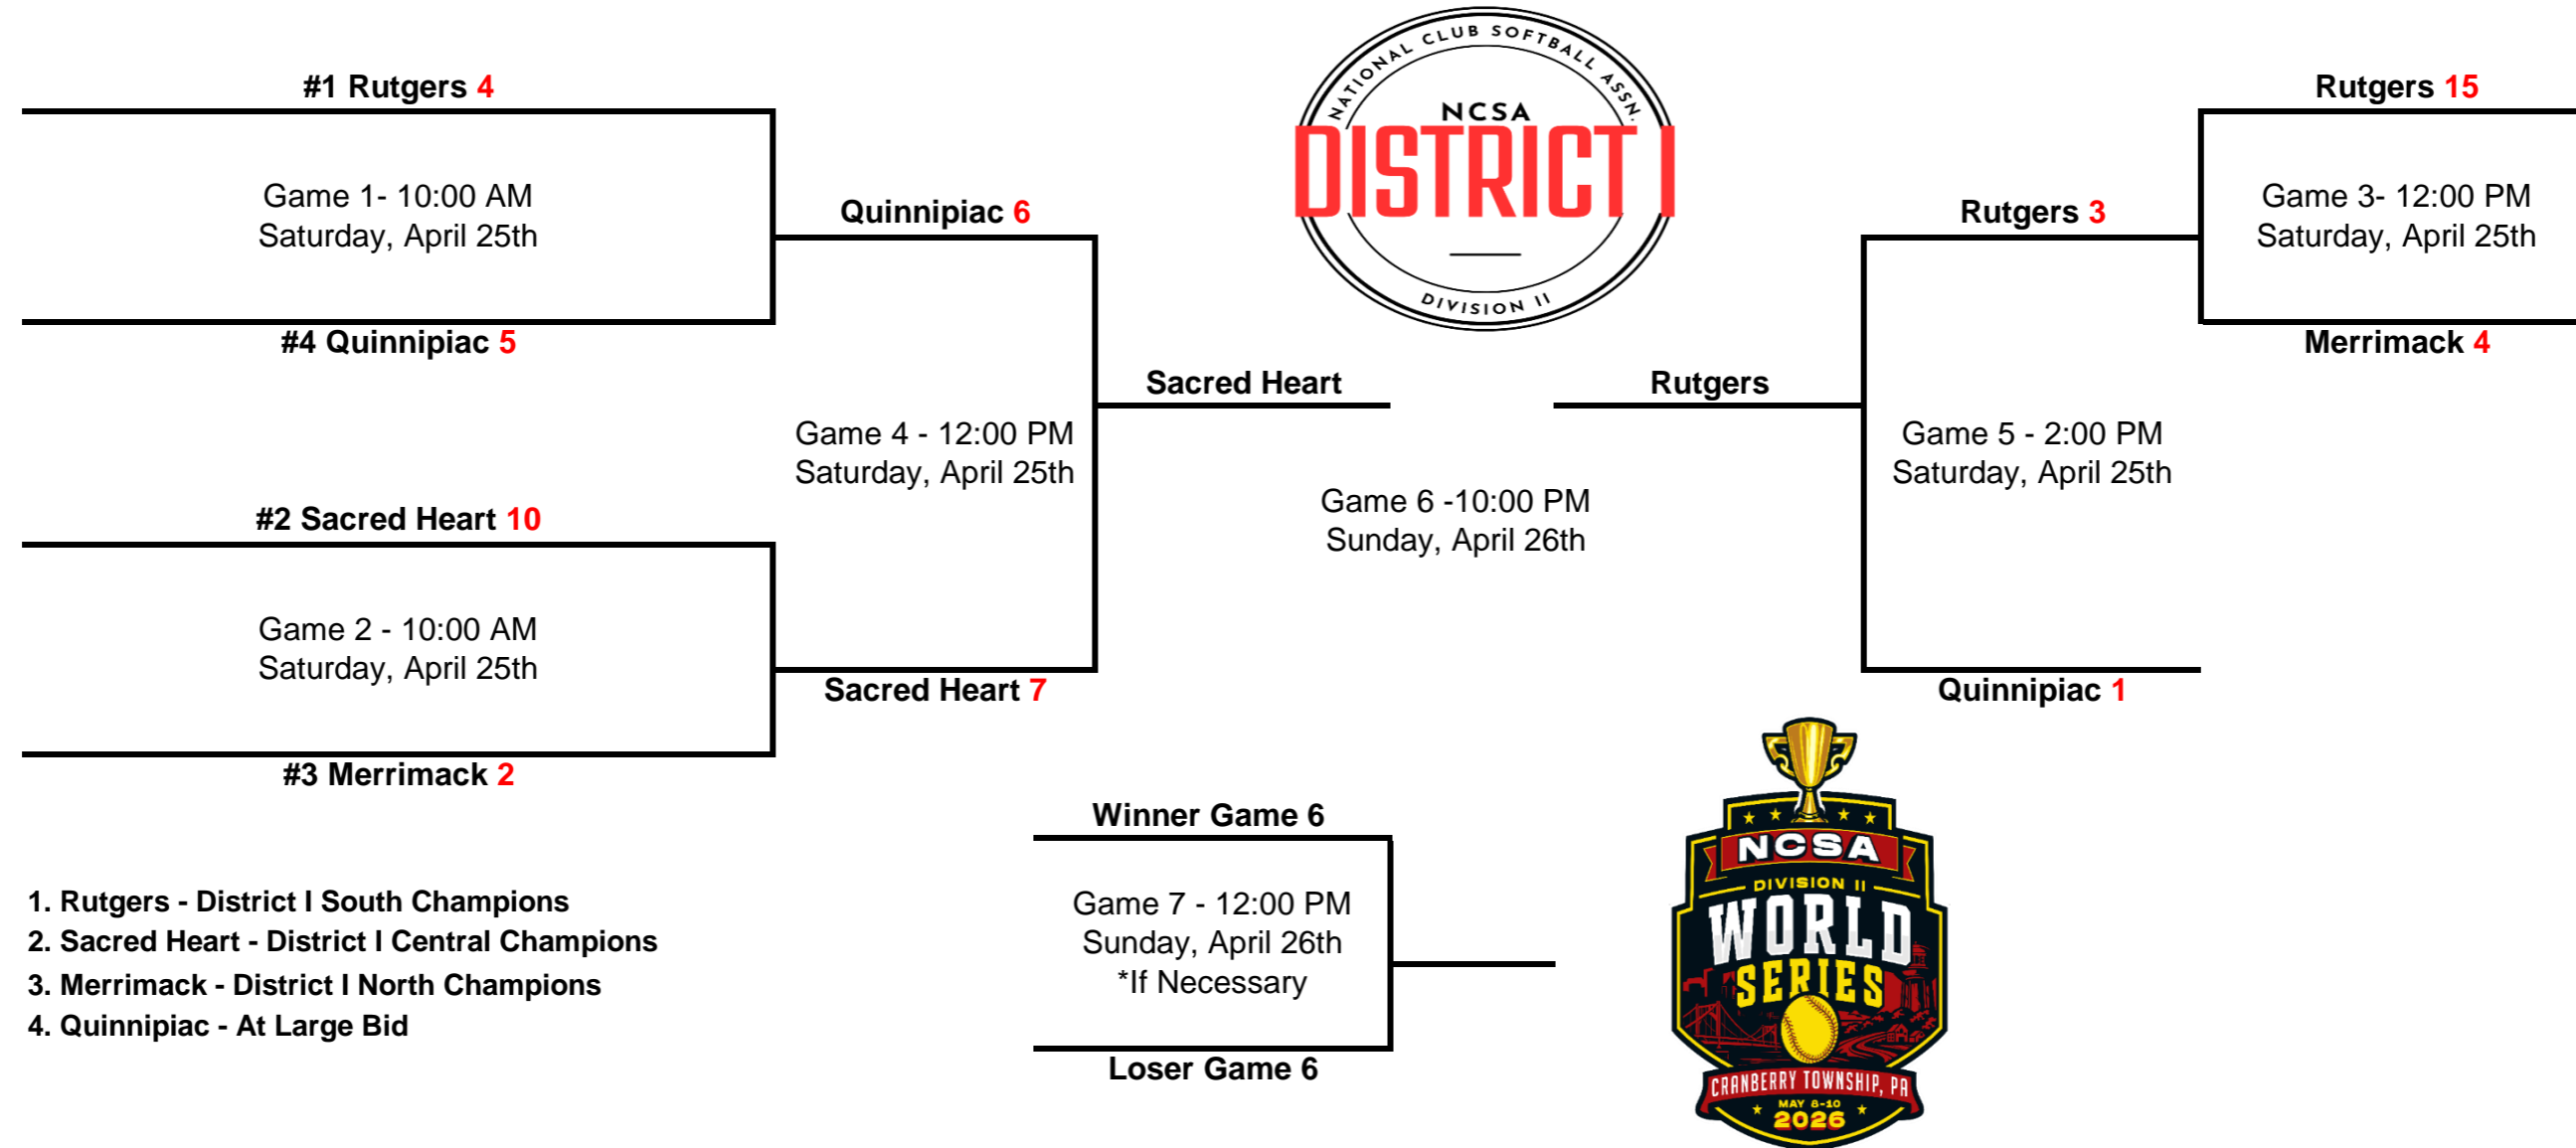 #1 Rutgers 4
Game 1- 10:00 AM
Saturday, April 25th
#4 Quinnipiac 5
#2 Sacred Heart 10
Game 2 - 10:00 AM
Saturday, April 25th
#3 Merrimack 2
Quinnipiac 6
Game 4 - 12:00 PM
Saturday, April 25th
Sacred Heart 7
Sacred Heart
NATIONAL CLUB SOFTBALL ASSN.
NCSA
DISTRICT I
DIVISION II
Rutgers
Game 6 -10:00 PM
Sunday, April 26th
Rutgers 3
Game 5 - 2:00 PM
Saturday, April 25th
Quinnipiac 1
Rutgers 15
Game 3- 12:00 PM
Saturday, April 25th
Merrimack 4
Winner Game 6
Game 7 - 12:00 PM
Sunday, April 26th
*If Necessary
Loser Game 6
1. Rutgers - District I South Champions
2. Sacred Heart - District I Central Champions
3. Merrimack - District I North Champions
4. Quinnipiac - At Large Bid
NCSA
DIVISION II
WORLD
SERIES
CRANBERRY TOWNSHIP, PA
MAY 8-10
2026